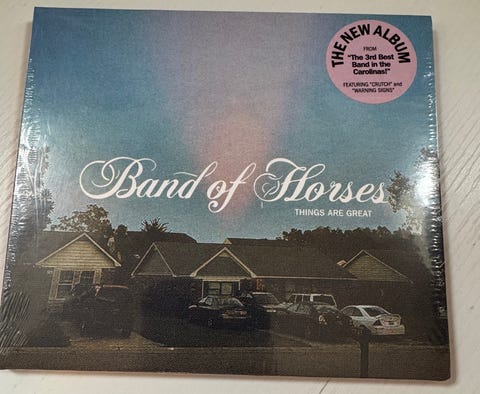 THE NEW ALBUM
FROM
"The 3rd Best
Band in the
Carolinas!"
FEATURING "CRUTCH" and
"WARNING SIGNS"
Band of Horses
THINGS ARE GREAT